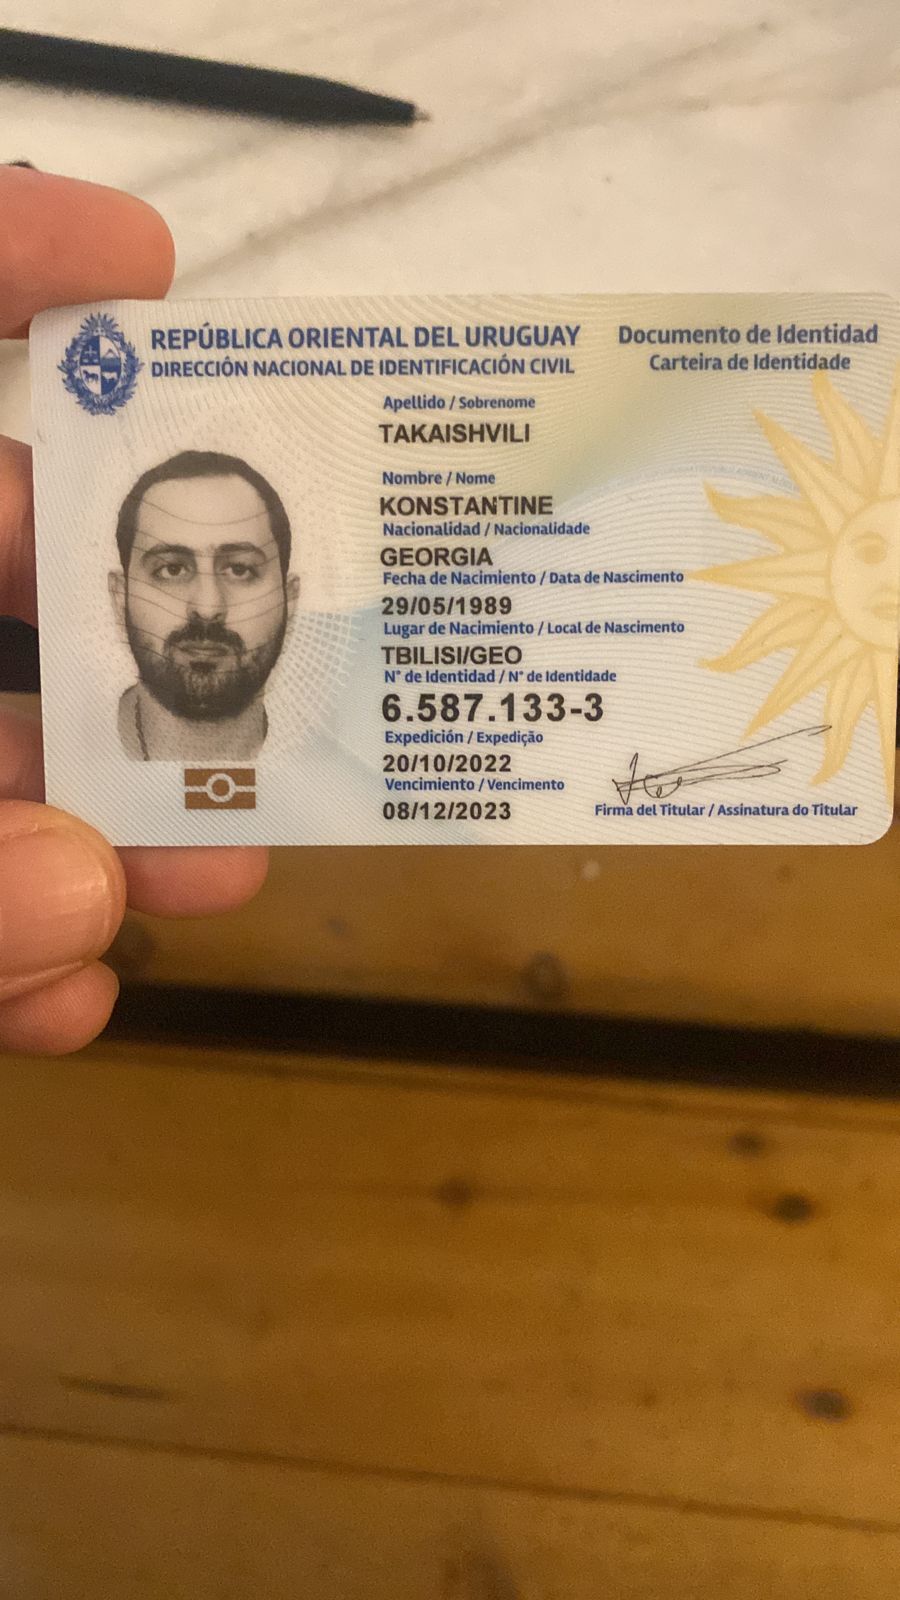 REPÚBLICA ORIENTAL DEL URUGUAY
DIRECCIÓN NACIONAL DE IDENTIFICACIÓN CIVIL
Documento de Identidad
Carteira de Identidade
Apellido / Sobrenome
TAKAISHVILI
Nombre / Nome
KONSTANTINE
Nacionalidad / Nacionalidade
GEORGIA
Fecha de Nacimiento / Data de Nascimento
29/05/1989
Lugar de Nacimiento / Local de Nascimento
TBILISI/GEO
N° de Identidad / N° de Identidade
6.587.133-3
Expedición / Expedição
20/10/2022
Vencimiento / Vencimento
08/12/2023
Firma del Titular / Assinatura do Titular